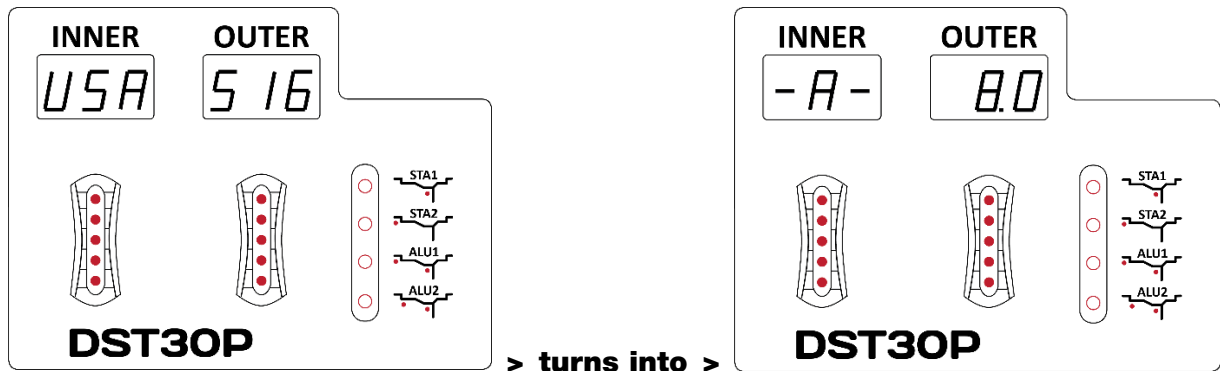 INNER OUTER
USA 516
STA1
STA2
ALU1
ALU2
DST30P
> turns into >
INNER OUTER
-A- 8.0
STA1
STA2
ALU1
ALU2
DST30P